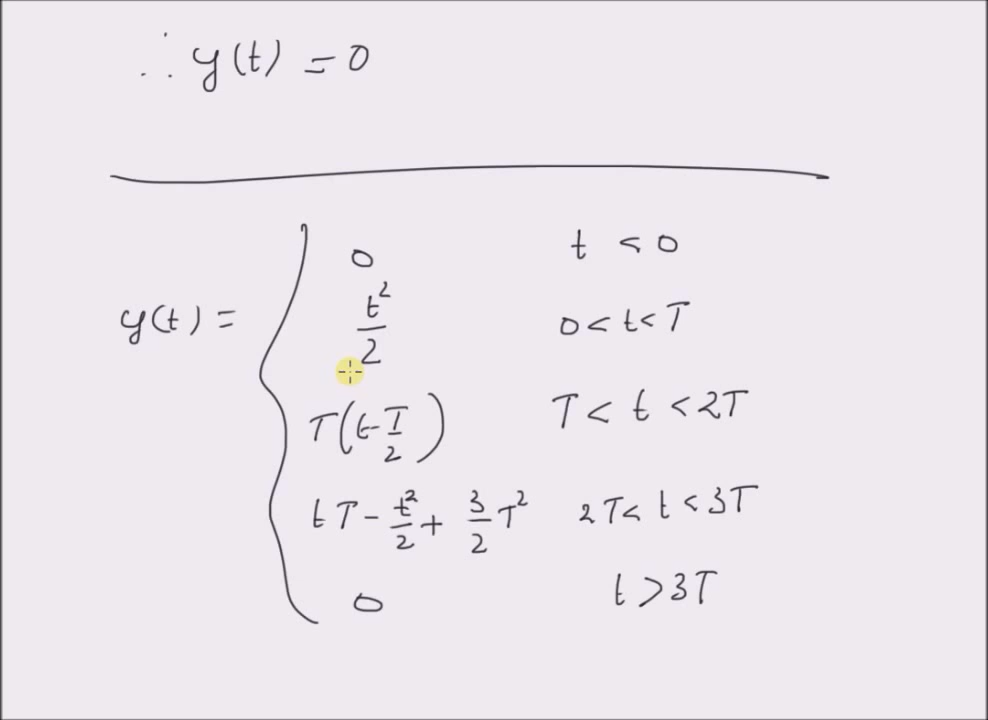 ∴ y(t) = 0
y(t) =
0 t < 0
t²/2 0 < t < T
T(t - T/2) T < t < 2T
tT - t²/2 + 3/2 T² 2T < t < 3T
0 t > 3T